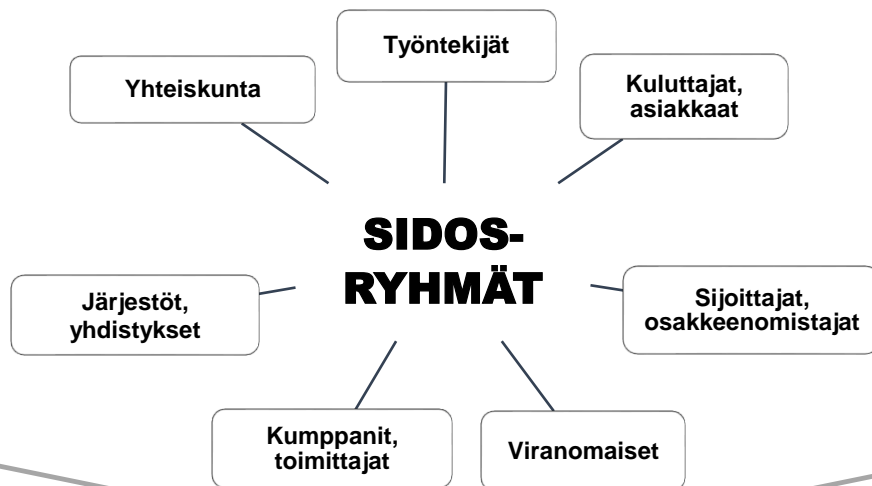 Työntekijät
Yhteiskunta
Kuluttajat,
asiakkaat
SIDOS-
RYHMÄT
Järjestöt,
yhdistykset
Sijoittajat,
osakkeenomistajat
Kumppanit,
toimittajat
Viranomaiset